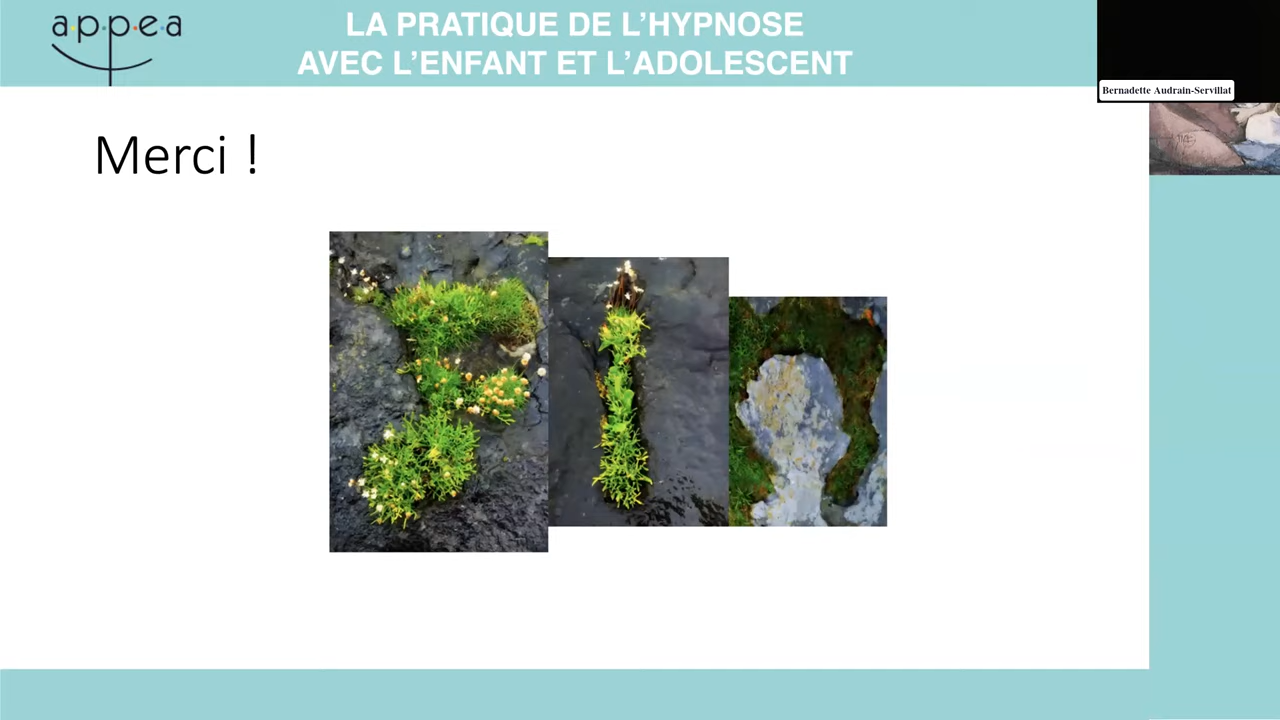 a·p·p·e·a
LA PRATIQUE DE L'HYPNOSE
AVEC L'ENFANT ET L'ADOLESCENT
Bernadette Audrain-Servillat
Merci !